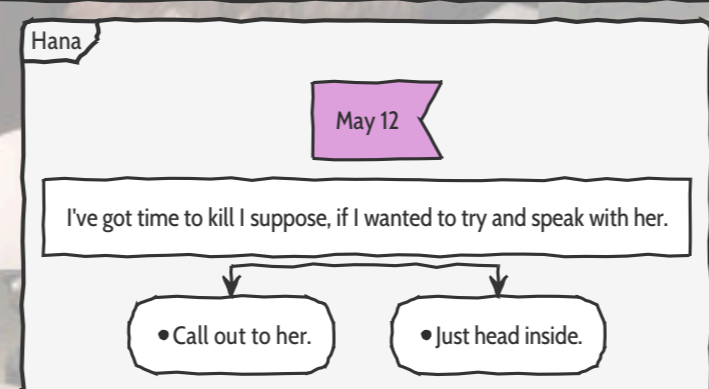 Hana
May 12
I've got time to kill I suppose, if I wanted to try and speak with her.
•Call out to her.
•Just head inside.